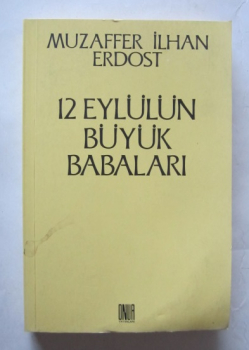 MUZAFFER İLHAN
ERDOST
12 EYLÜLÜN
BÜYÜK
BABALARI
ONUR